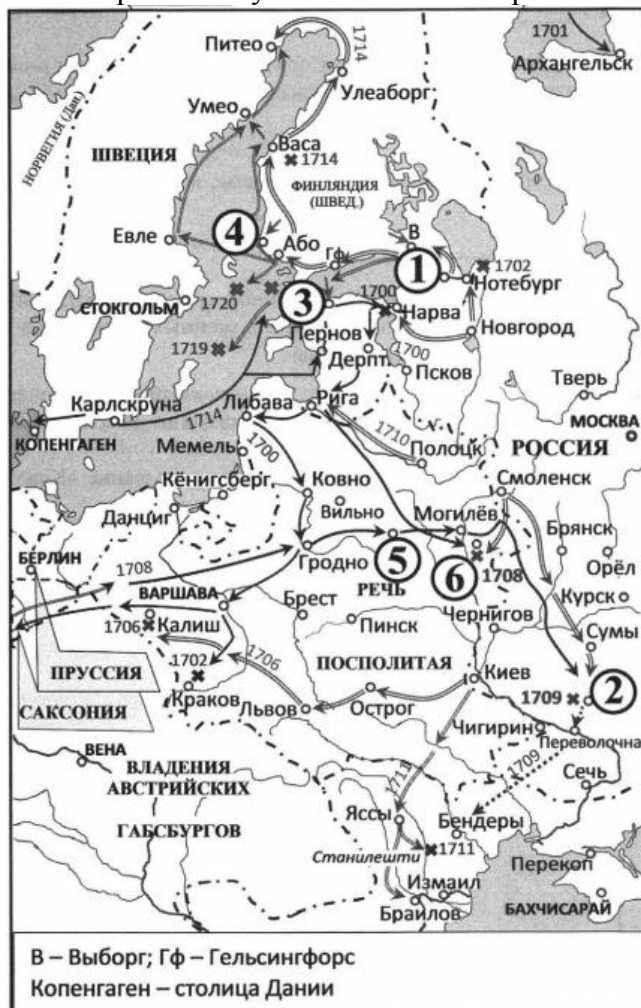 1701
Архангельск
Питео
1714
Улеаборг
НОРВЕГИЯ (Дан.)
Умео
ШВЕЦИЯ
Васа
1714
ФИНЛЯНДИЯ
(ШВЕД.)
Евле
4
Або
Гф
В
1
1702
Нотебург
СТОКГОЛЬМ
1720
3
1700
Нарва
Новгород
1719
Пернов
Дерпт
1700
Псков
Тверь
Карлскруна
1714
Либава
Рига
МОСКВА
КОПЕНГАГЕН
Мемель
1700
1710
Полоцк
РОССИЯ
Кёнигсберг
Ковно
Смоленск
Данциг
Вильно
Могилёв
Брянск
БЕРЛИН
1708
Гродно
5
6
1708
Орёл
ВАРШАВА
Брест
РЕЧЬ
Курск
1706
Калиш
Пинск
Чернигов
Сумы
ПРУССИЯ
1702
1706
ПОСПОЛИТАЯ
Киев
1709
2
САКСОНИЯ
Краков
Львов
Острог
Чигирин
Переволочна
ВЕНА
ВЛАДЕНИЯ
АВСТРИЙСКИХ
ГАБСБУРГОВ
1711
1709
Сечь
Яссы
Бендеры
Станилешти
1711
Перекоп
Измаил
Браилов
БАХЧИСАРАЙ
В – Выборг; Гф – Гельсингфорс
Копенгаген – столица Дании